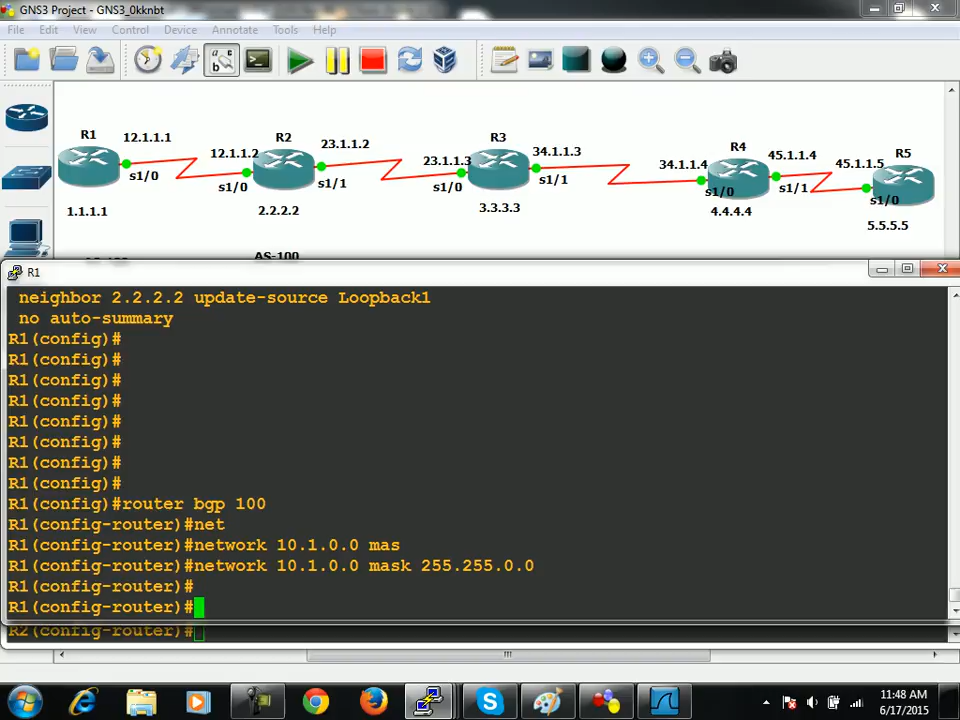 GNS3 Project - GNS3_0kknbt
File Edit View Control Device Annotate Tools Help
R1 12.1.1.1 R2 23.1.1.2 R3 34.1.1.3 R4 45.1.1.4 R5
12.1.1.2 23.1.1.3 34.1.1.4 45.1.1.5
s1/0 s1/0 s1/1 s1/0 s1/1 s1/0 s1/1 s1/0
1.1.1.1 2.2.2.2 3.3.3.3 4.4.4.4 5.5.5.5
AS-100
R1
neighbor 2.2.2.2 update-source Loopback1
no auto-summary
R1(config)#
R1(config)#
R1(config)#
R1(config)#
R1(config)#
R1(config)#
R1(config)#
R1(config)#
R1(config)#router bgp 100
R1(config-router)#net
R1(config-router)#network 10.1.0.0 mas
R1(config-router)#network 10.1.0.0 mask 255.255.0.0
R1(config-router)#
R1(config-router)#
R2(config-router)#
11:48 AM
6/17/2015